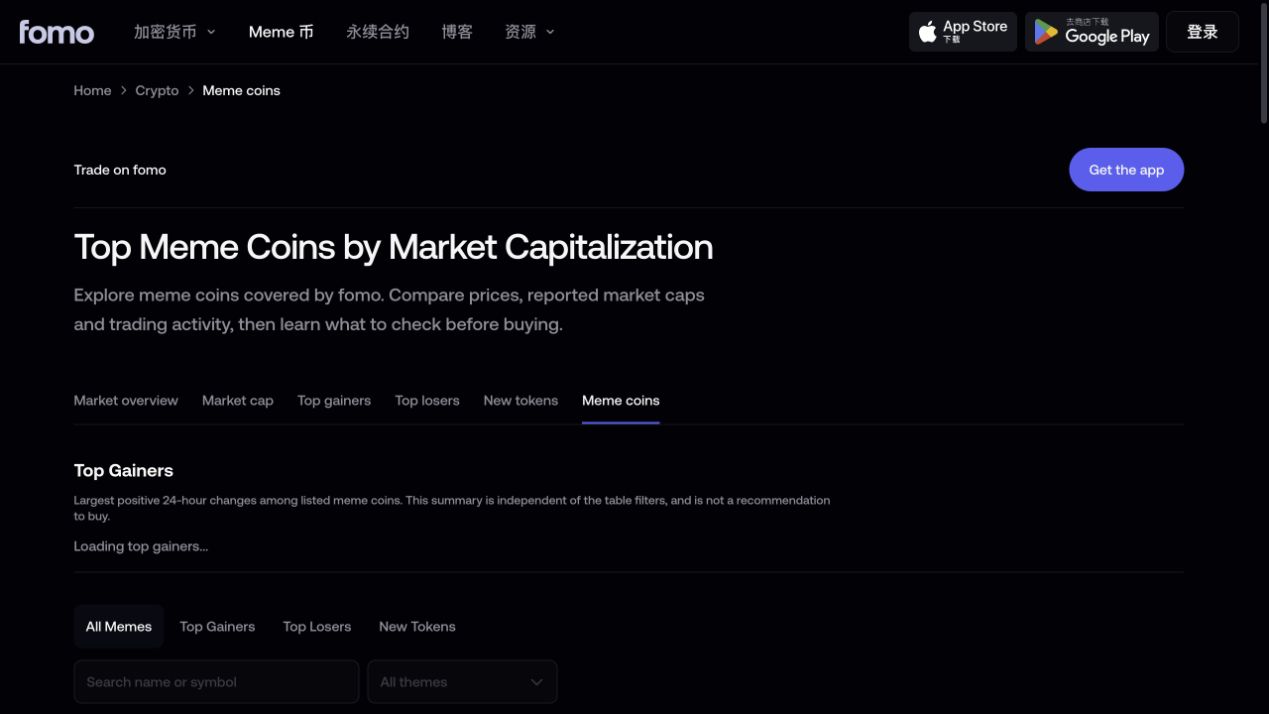 fomo 加密货币 Meme 币 永续合约 博客 资源 App Store 下载 去商店下载 Google Play 登录
Home > Crypto > Meme coins
Trade on fomo Get the app
Top Meme Coins by Market Capitalization
Explore meme coins covered by fomo. Compare prices, reported market caps
and trading activity, then learn what to check before buying.
Market overview Market cap Top gainers Top losers New tokens Meme coins
Top Gainers
Largest positive 24-hour changes among listed meme coins. This summary is independent of the table filters, and is not a recommendation
to buy.
Loading top gainers...
All Memes Top Gainers Top Losers New Tokens
Search name or symbol All themes